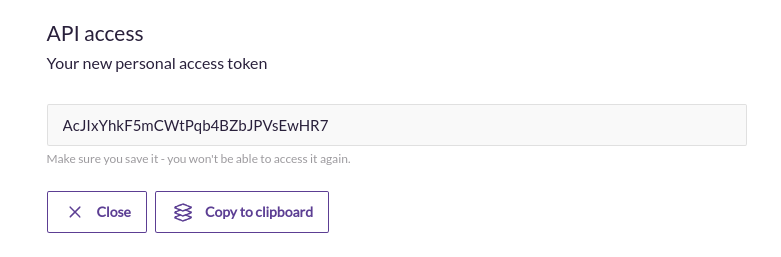 API access
Your new personal access token
AcJIxYhkF5mCWtPqb4BZbJPVsEwHR7
Make sure you save it - you won't be able to access it again.
Close
Copy to clipboard